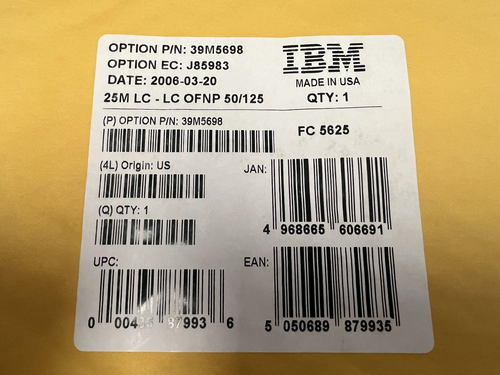 OPTION P/N: 39M5698
OPTION EC: J85983
DATE: 2006-03-20
25M LC - LC OFNP 50/125
IBM
MADE IN USA
QTY: 1
(P) OPTION P/N: 39M5698
FC 5625
(4L) Origin: US
JAN:
4 968665 606691
(Q) QTY: 1
UPC:
0 6
EAN:
5 050689 879935